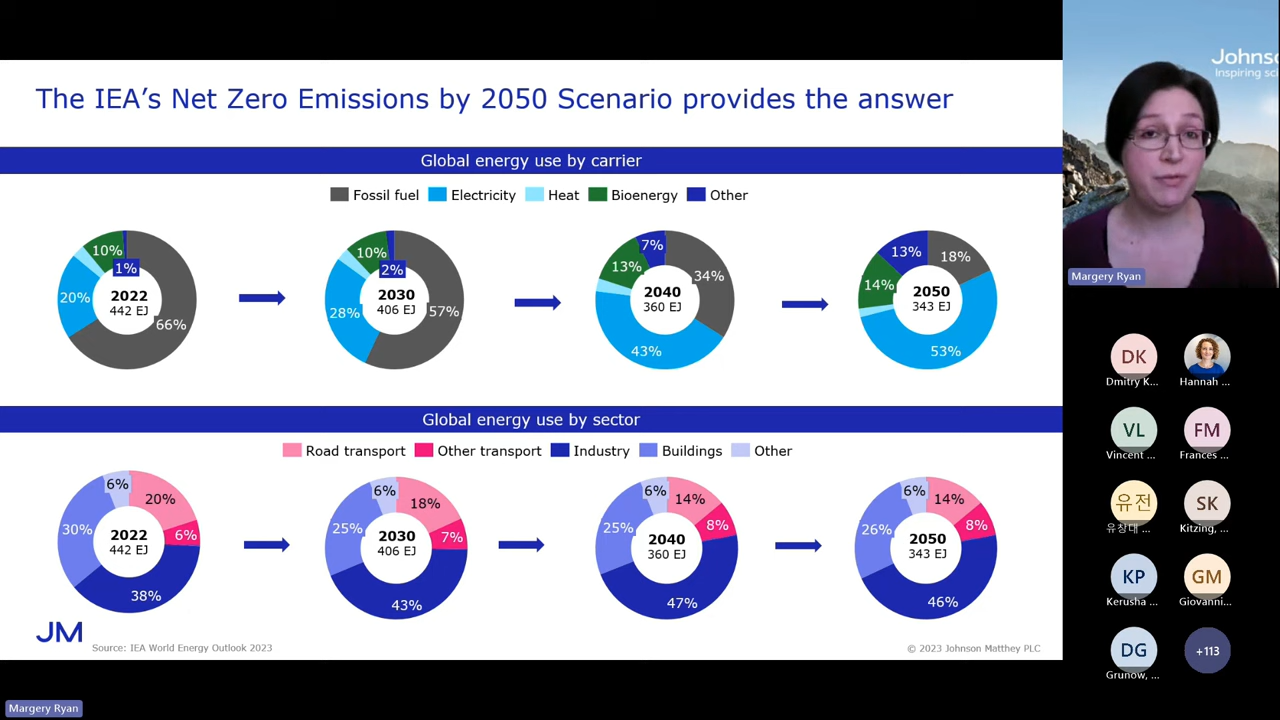 The IEA's Net Zero Emissions by 2050 Scenario provides the answer
Global energy use by carrier
Fossil fuel Electricity Heat Bioenergy Other
10%
1%
20%
2022
442 EJ
66%
10%
2%
28%
2030
406 EJ
57%
7%
13%
34%
2040
360 EJ
43%
13%
18%
14%
2050
343 EJ
53%
Global energy use by sector
Road transport Other transport Industry Buildings Other
6%
20%
30%
6%
2022
442 EJ
38%
6%
18%
25%
7%
2030
406 EJ
43%
6%
14%
25%
8%
2040
360 EJ
47%
6%
14%
26%
8%
2050
343 EJ
46%
JM
Source: IEA World Energy Outlook 2023
© 2023 Johnson Matthey PLC
Margery Ryan
Johns
Inspiring sci
Margery Ryan
DK
Dmitry K...
Hannah ...
VL
Vincent ...
FM
Frances ...
유전
유창대 ...
SK
Kitzing, ...
KP
Kerusha ...
GM
Giovanni...
DG
Grunow, ...
+113